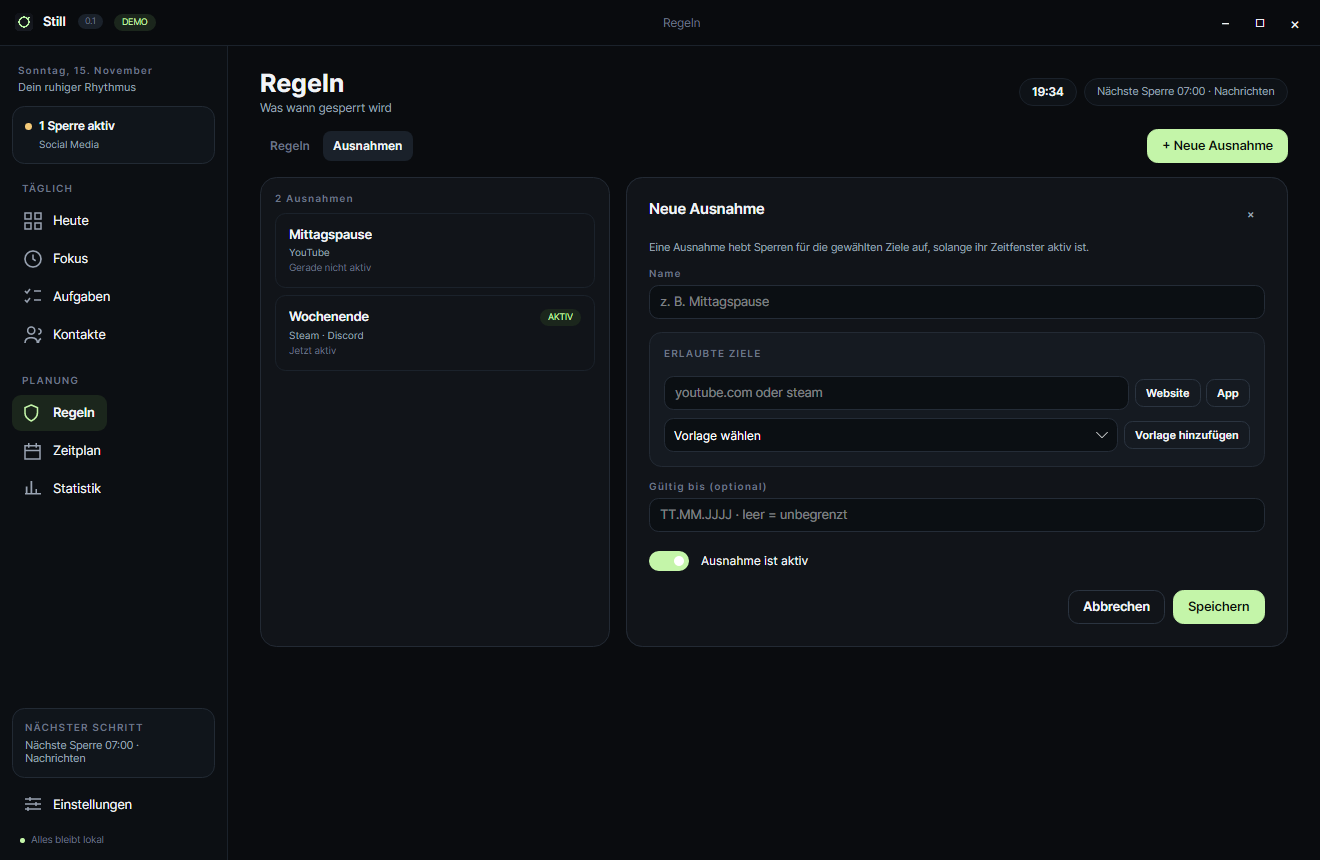 Still 0.1 DEMO
Regeln
Sonntag, 15. November
Dein ruhiger Rhythmus
1 Sperre aktiv
Social Media
TÄGLICH
Heute
Fokus
Aufgaben
Kontakte
PLANUNG
Regeln
Zeitplan
Statistik
NÄCHSTER SCHRITT
Nächste Sperre 07:00 ·
Nachrichten
Einstellungen
Alles bleibt lokal
Regeln
Was wann gesperrt wird
19:34
Nächste Sperre 07:00 · Nachrichten
Regeln
Ausnahmen
+ Neue Ausnahme
2 Ausnahmen
Mittagspause
YouTube
Gerade nicht aktiv
Wochenende
AKTIV
Steam · Discord
Jetzt aktiv
Neue Ausnahme
Eine Ausnahme hebt Sperren für die gewählten Ziele auf, solange ihr Zeitfenster aktiv ist.
Name
z. B. Mittagspause
ERLAUBTE ZIELE
youtube.com oder steam
Website
App
Vorlage wählen
Vorlage hinzufügen
Gültig bis (optional)
TT.MM.JJJJ · leer = unbegrenzt
Ausnahme ist aktiv
Abbrechen
Speichern